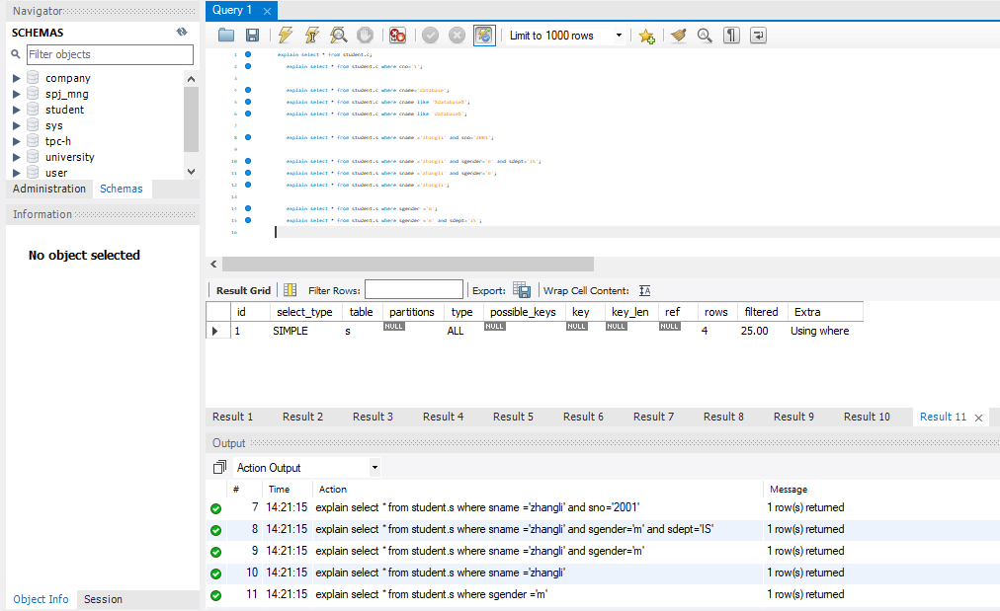 Navigator
SCHEMAS
Filter objects
company
spj_mng
student
sys
tpc-h
university
user
Administration Schemas
Information
No object selected
Object Info Session
Query 1
Limit to 1000 rows
1 explain select * from student.c;
2 explain select * from student.c where cno='5';
3
4 explain select * from student.c where cname='database';
5 explain select * from student.c where cname like '%database%';
6 explain select * from student.c where cname like 'database%';
7
8 explain select * from student.s where sname ='zhangli' and sno='2001';
9
10 explain select * from student.s where sname ='zhangli' and sgender='m' and sdept='IS';
11 explain select * from student.s where sname ='zhangli' and sgender='m';
12 explain select * from student.s where sname ='zhangli';
13
14 explain select * from student.s where sgender ='m';
15 explain select * from student.s where sgender ='m' and sdept='IS';
16
Result Grid Filter Rows: Export: Wrap Cell Content: IA
id select_type table partitions type possible_keys key key_len ref rows filtered Extra
1 SIMPLE s NULL ALL NULL NULL NULL NULL 4 25.00 Using where
Result 1 Result 2 Result 3 Result 4 Result 5 Result 6 Result 7 Result 8 Result 9 Result 10 Result 11
Output
Action Output
# Time Action Message
7 14:21:15 explain select * from student.s where sname ='zhangli' and sno='2001' 1 row(s) returned
8 14:21:15 explain select * from student.s where sname ='zhangli' and sgender='m' and sdept='IS' 1 row(s) returned
9 14:21:15 explain select * from student.s where sname ='zhangli' and sgender='m' 1 row(s) returned
10 14:21:15 explain select * from student.s where sname ='zhangli' 1 row(s) returned
11 14:21:15 explain select * from student.s where sgender ='m' 1 row(s) returned